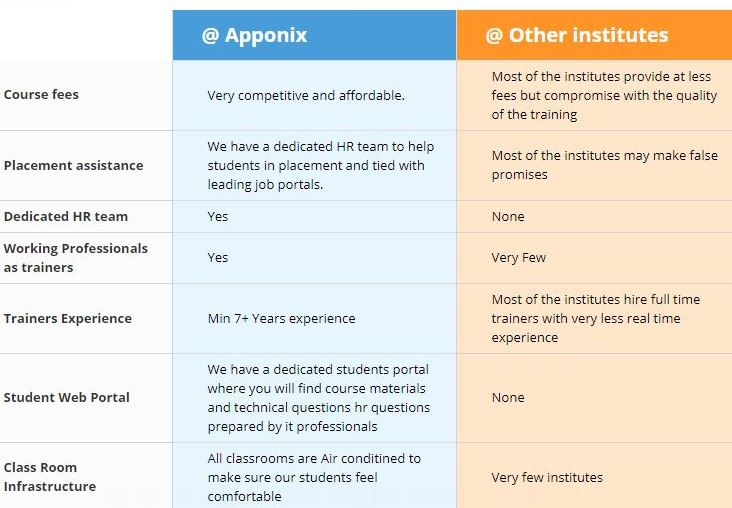 @ Apponix
@ Other institutes
Course fees
Very competitive and affordable.
Most of the institutes provide at less
fees but compromise with the quality
of the training
Placement assistance
We have a dedicated HR team to help
students in placement and tied with
leading job portals.
Most of the institutes may make false
promises
Dedicated HR team
Yes
None
Working Professionals
as trainers
Yes
Very Few
Trainers Experience
Min 7+ Years experience
Most of the institutes hire full time
trainers with very less real time
experience
Student Web Portal
We have a dedicated students portal
where you will find course materials
and technical questions hr questions
prepared by it professionals
None
Class Room
Infrastructure
All classrooms are Air conditined to
make sure our students feel
comfortable
Very few institutes